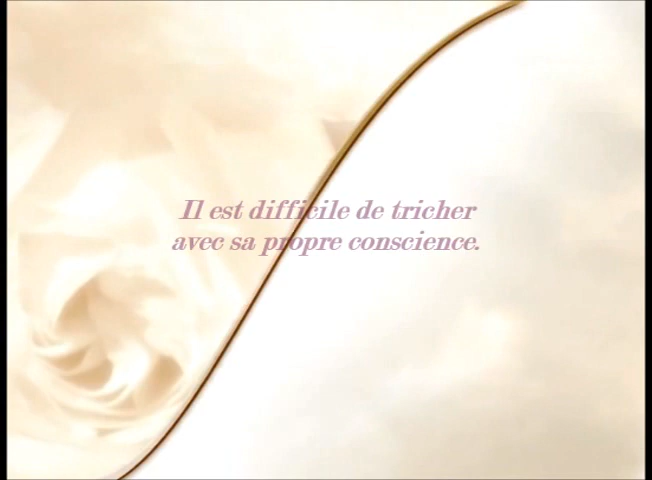 Il est difficile de tricher
avec sa propre conscience.